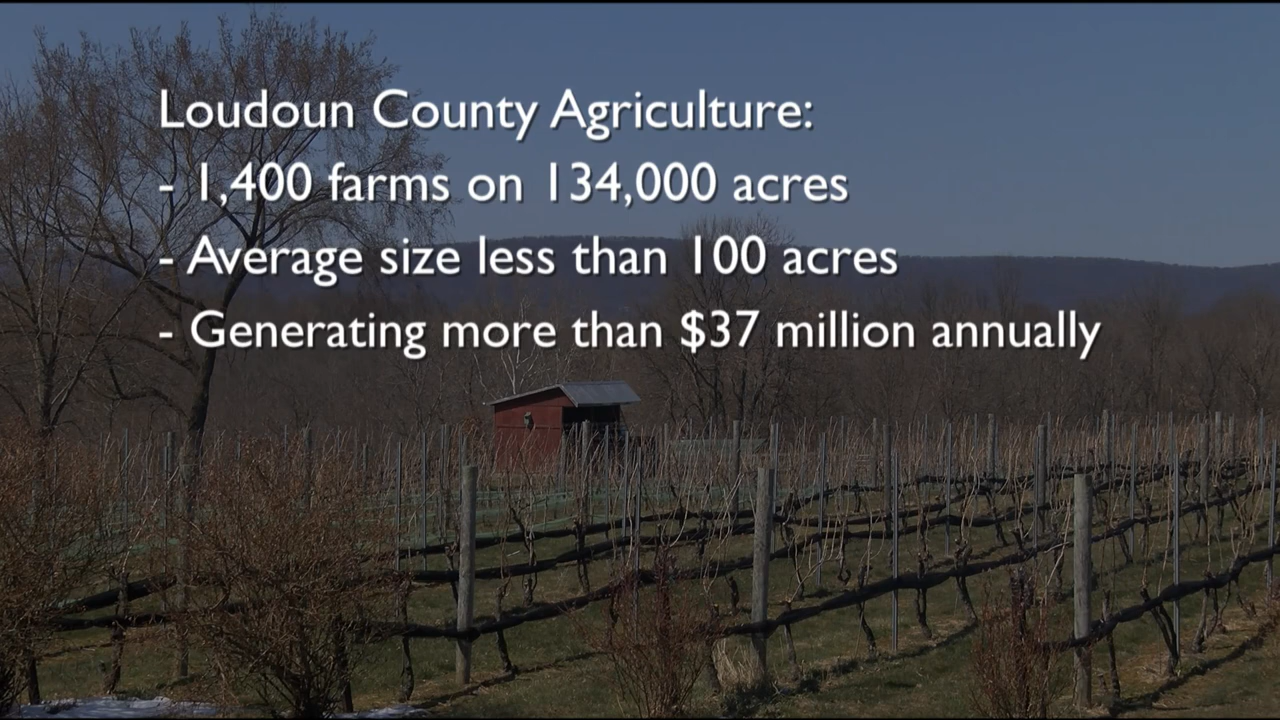 Loudoun County Agriculture:
- 1,400 farms on 134,000 acres
- Average size less than 100 acres
- Generating more than $37 million annually